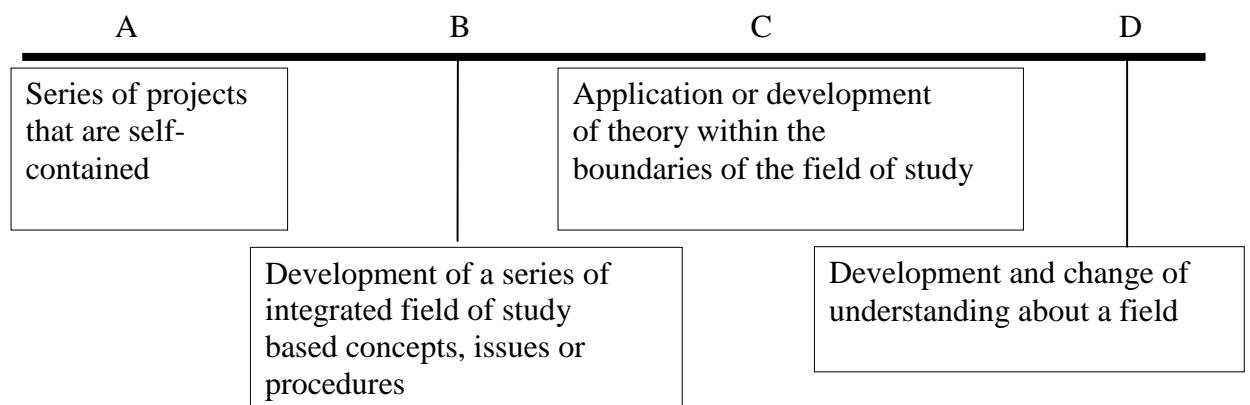 A B C D
Series of projects
that are self-
contained
Development of a series of
integrated field of study
based concepts, issues or
procedures
Application or development
of theory within the
boundaries of the field of study
Development and change of
understanding about a field